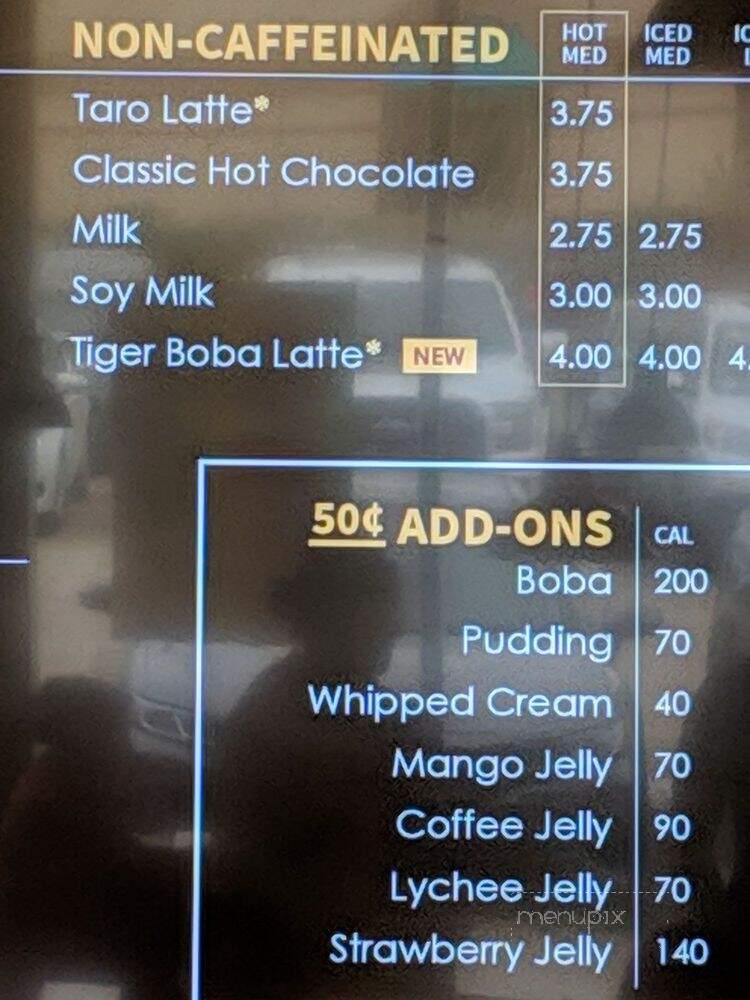 NON-CAFFEINATED HOT MED ICED MED
Taro Latte* 3.75
Classic Hot Chocolate 3.75
Milk 2.75 2.75
Soy Milk 3.00 3.00
Tiger Boba Latte* NEW 4.00 4.00 4.
50¢ ADD-ONS CAL
Boba 200
Pudding 70
Whipped Cream 40
Mango Jelly 70
Coffee Jelly 90
Lychee Jelly 70
menupix
Strawberry Jelly 140